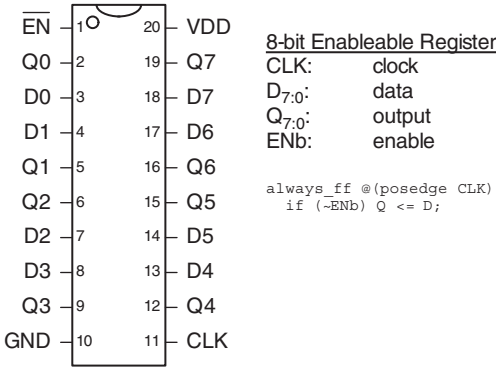 EN 1 20 VDD
Q0 2 19 Q7
D0 3 18 D7
D1 4 17 D6
Q1 5 16 Q6
Q2 6 15 Q5
D2 7 14 D5
D3 8 13 D4
Q3 9 12 Q4
GND 10 11 CLK
8-bit Enableable Register
CLK: clock
D7:0: data
Q7:0: output
ENb: enable
always_ff @(posedge CLK)
if (~ENb) Q <= D;